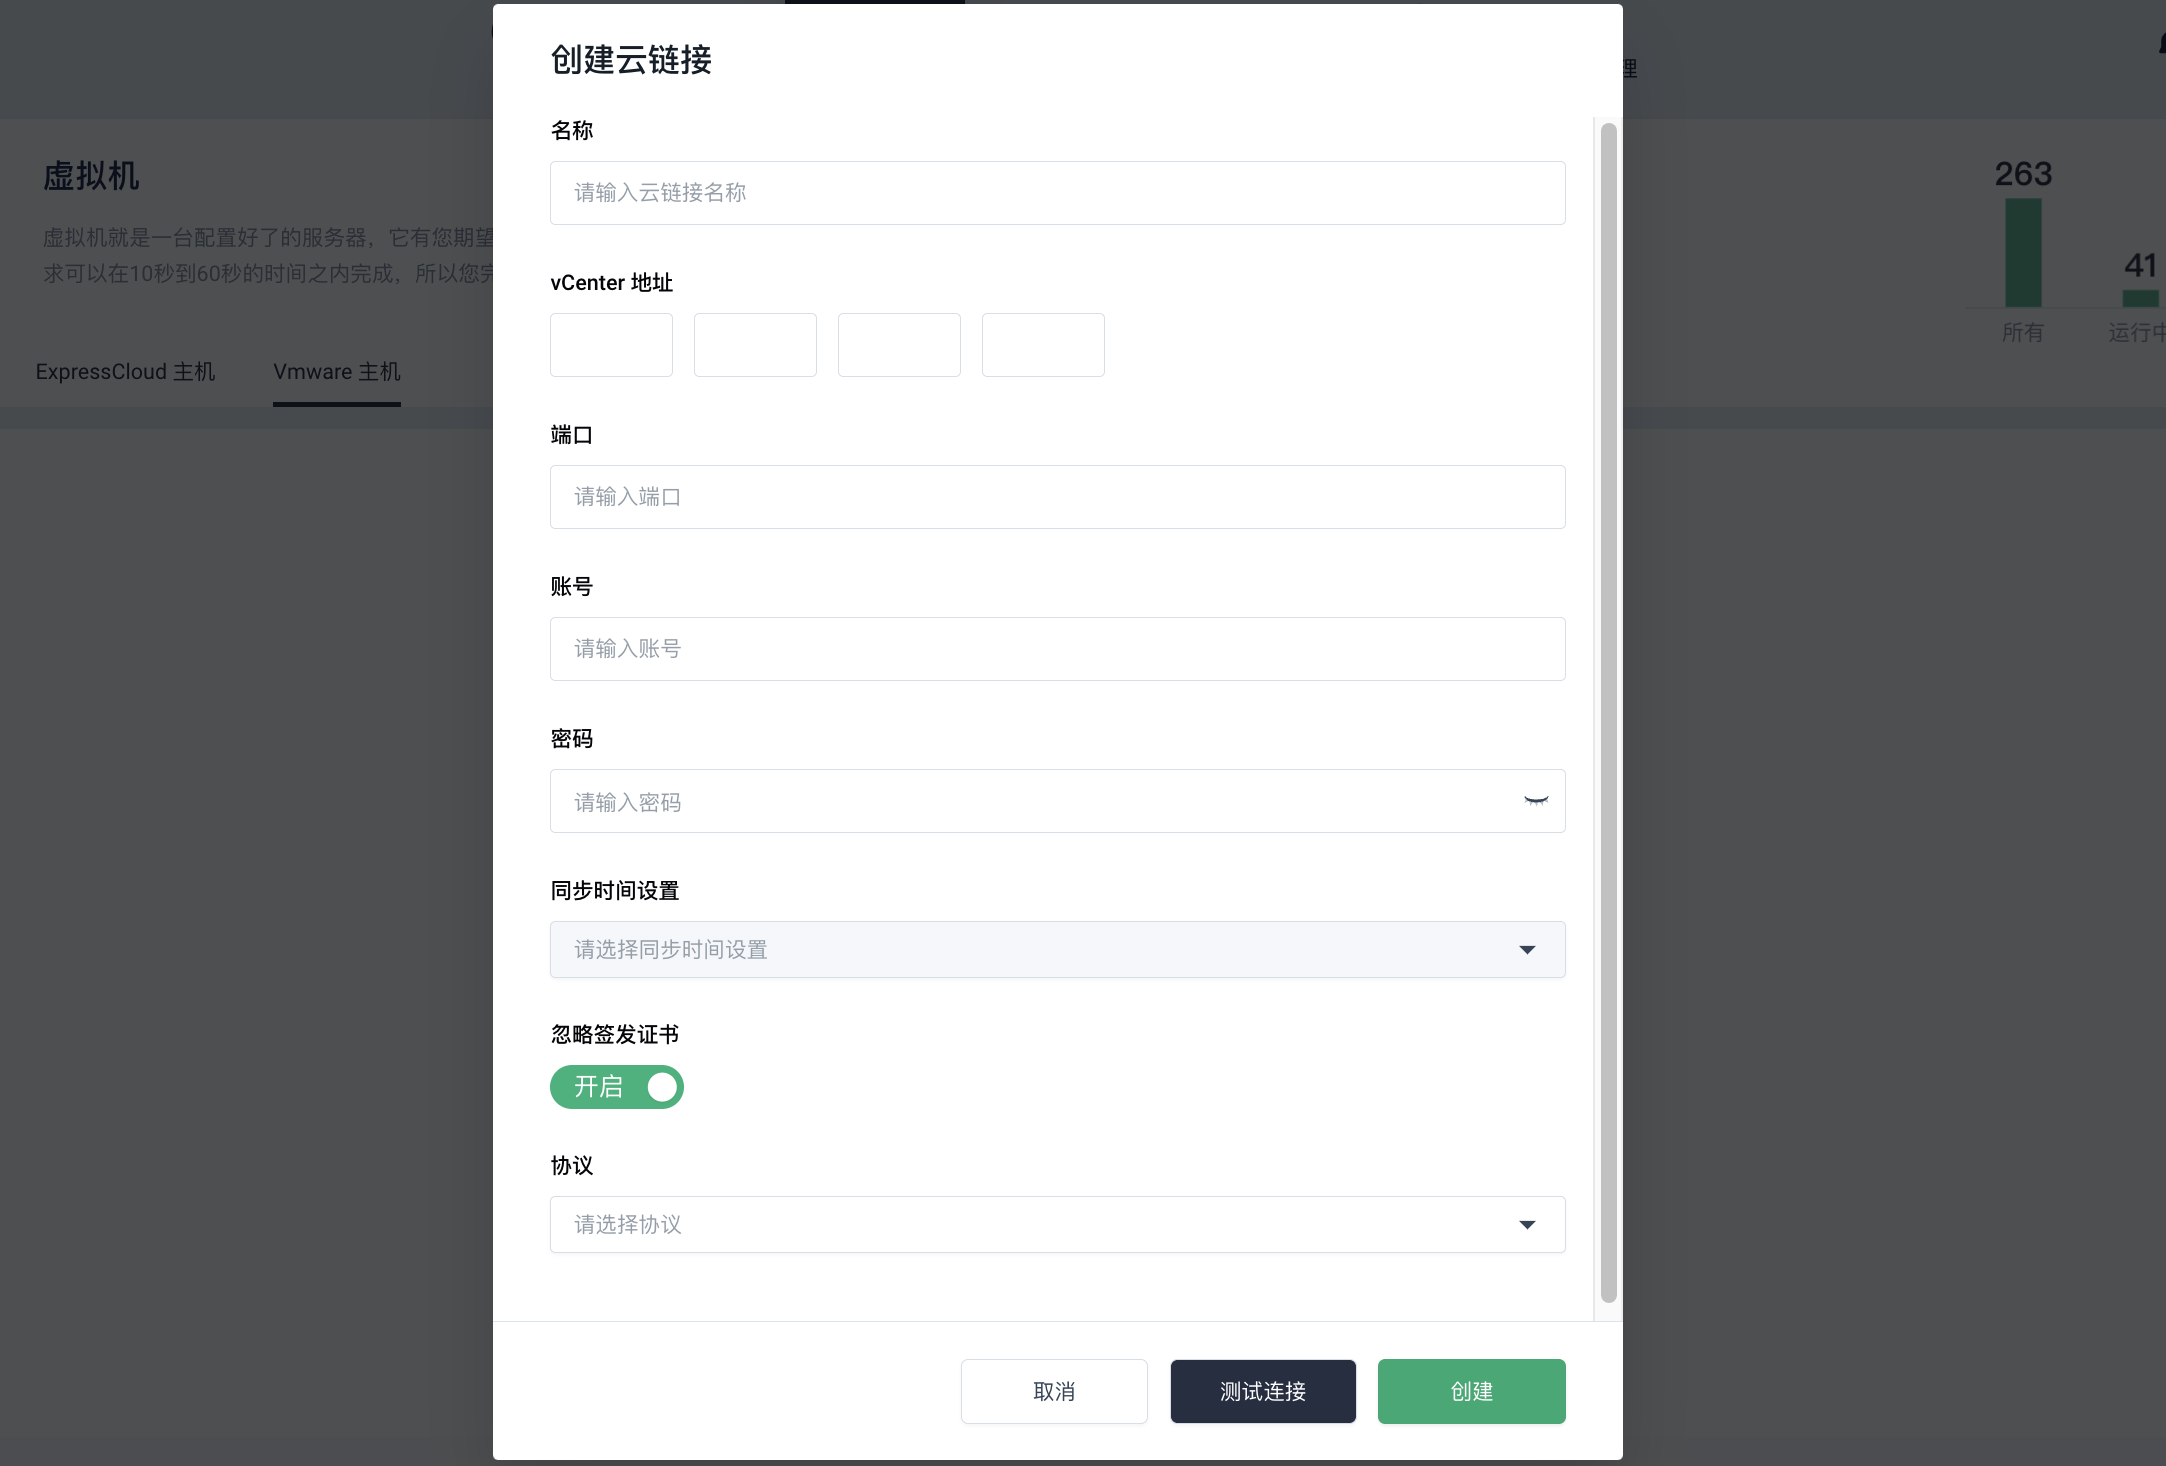 创建云链接
理
虚拟机
虚拟机就是一台配置好了的服务器，它有您期望
求可以在10秒到60秒的时间之内完成，所以您完
ExpressCloud 主机
Vmware 主机
263
41
所有
运行中
名称
请输入云链接名称
vCenter 地址
端口
请输入端口
账号
请输入账号
密码
请输入密码
同步时间设置
请选择同步时间设置
忽略签发证书
开启
协议
请选择协议
取消
测试连接
创建